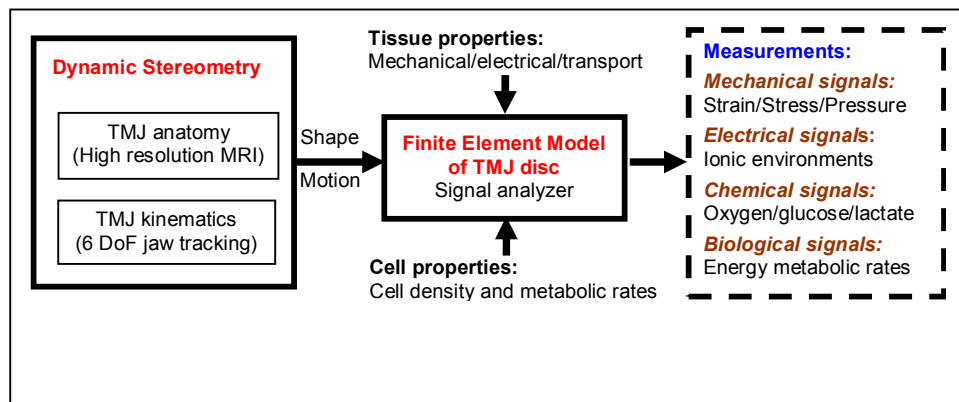 Dynamic Stereometry
TMJ anatomy
(High resolution MRI)
TMJ kinematics
(6 DoF jaw tracking)
Shape
Motion
Tissue properties:
Mechanical/electrical/transport
Finite Element Model
of TMJ disc
Signal analyzer
Cell properties:
Cell density and metabolic rates
Measurements:
Mechanical signals:
Strain/Stress/Pressure
Electrical signals:
Ionic environments
Chemical signals:
Oxygen/glucose/lactate
Biological signals:
Energy metabolic rates